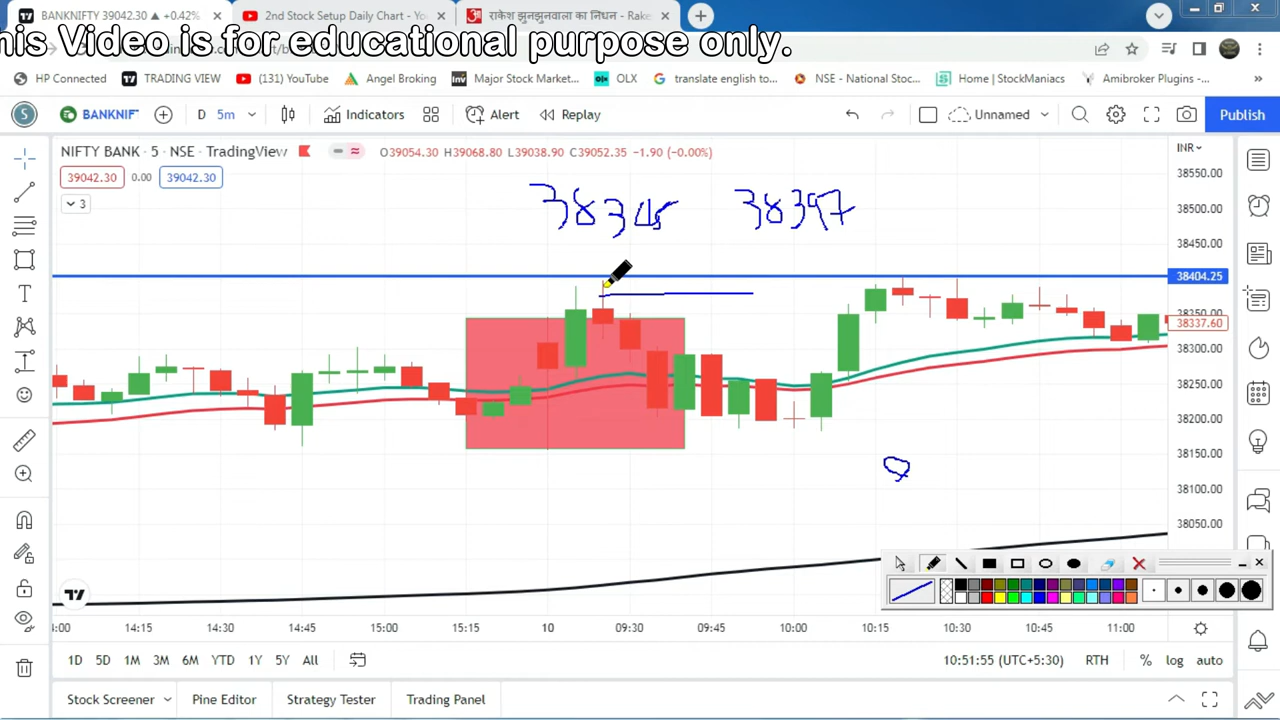 BANKNIFTY 39042.30 ▲ +0.42% ×
2nd Stock Setup Daily Chart - You ×
राकेश झुनझुनवाला का निधन - Rake ×
his Video is for educational purpose only.
HP Connected
TRADING VIEW
(131) YouTube
Angel Broking
Major Stock Market...
OLX
translate english to...
NSE - National Stoc...
Home | StockManiacs
Amibroker Plugins -...
»
S BANKNIF D 5m Indicators Alert Replay Unnamed Publish
NIFTY BANK · 5 · NSE · TradingView O39054.30 H39068.80 L39038.90 C39052.35 -1.90 (-0.00%) INR
39042.30 0.00 39042.30
3
38345 38397
38550.00
38500.00
38450.00
38404.25
38350.00
38337.60
38300.00
38250.00
38200.00
38150.00
38100.00
38050.00
9
:00 14:15 14:30 14:45 15:00 15:15 10 09:30 09:45 10:00 10:15 10:30 10:45 11:00
1D 5D 1M 3M 6M YTD 1Y 5Y All 10:51:55 (UTC+5:30) RTH % log auto
Stock Screener Pine Editor Strategy Tester Trading Panel